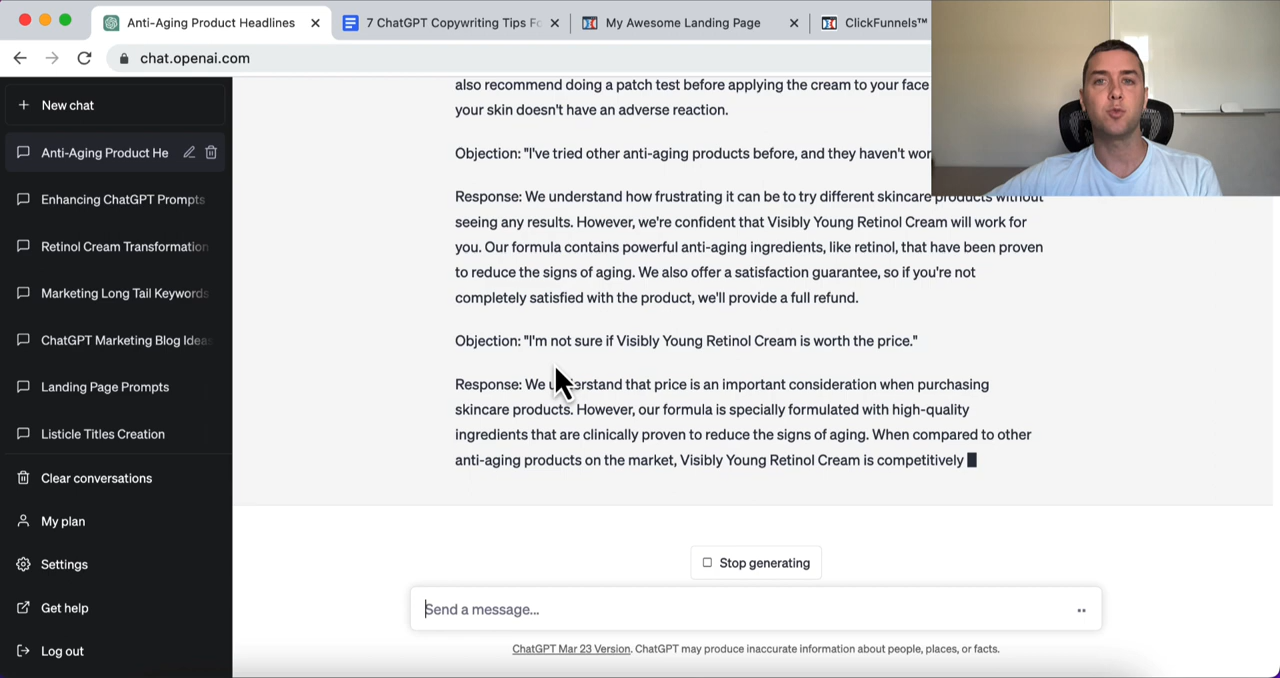 Anti-Aging Product Headlines
7 ChatGPT Copywriting Tips Fo
My Awesome Landing Page
ClickFunnels™
chat.openai.com
New chat
Anti-Aging Product He
Enhancing ChatGPT Prompts
Retinol Cream Transformation
Marketing Long Tail Keywords
ChatGPT Marketing Blog Ideas
Landing Page Prompts
Listicle Titles Creation
Clear conversations
My plan
Settings
Get help
Log out
also recommend doing a patch test before applying the cream to your face
your skin doesn't have an adverse reaction.
Objection: "I've tried other anti-aging products before, and they haven't wor
Response: We understand how frustrating it can be to try different skincare products without
seeing any results. However, we're confident that Visibly Young Retinol Cream will work for
you. Our formula contains powerful anti-aging ingredients, like retinol, that have been proven
to reduce the signs of aging. We also offer a satisfaction guarantee, so if you're not
completely satisfied with the product, we'll provide a full refund.
Objection: "I'm not sure if Visibly Young Retinol Cream is worth the price."
Response: We understand that price is an important consideration when purchasing
skincare products. However, our formula is specially formulated with high-quality
ingredients that are clinically proven to reduce the signs of aging. When compared to other
anti-aging products on the market, Visibly Young Retinol Cream is competitively
Stop generating
Send a message...
ChatGPT Mar 23 Version. ChatGPT may produce inaccurate information about people, places, or facts.